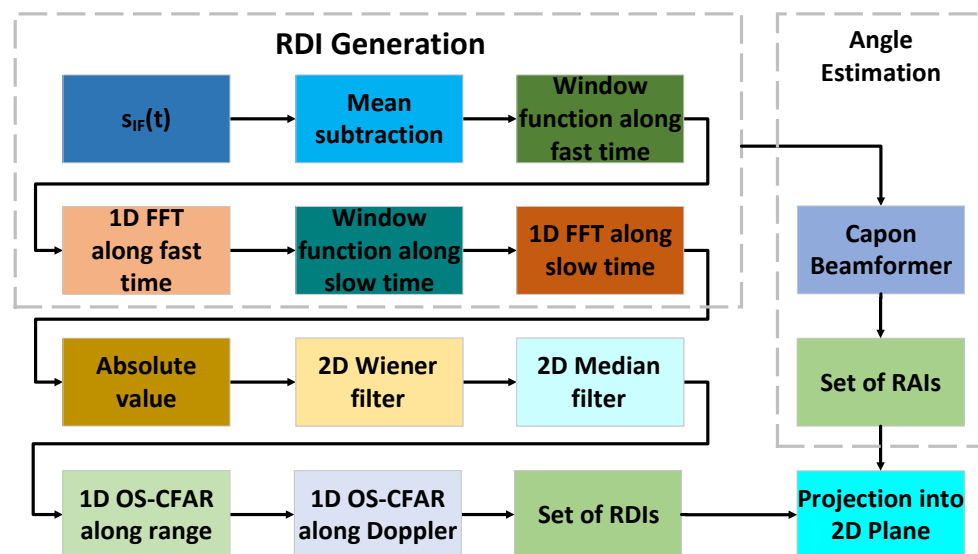 RDI Generation
Angle
Estimation
s_IF(t)
Mean
subtraction
Window
function along
fast time
1D FFT
along fast
time
Window
function along
slow time
1D FFT along
slow time
Capon
Beamformer
Absolute
value
2D Wiener
filter
2D Median
filter
Set of RAIs
1D OS-CFAR
along range
1D OS-CFAR
along Doppler
Set of RDIs
Projection into
2D Plane